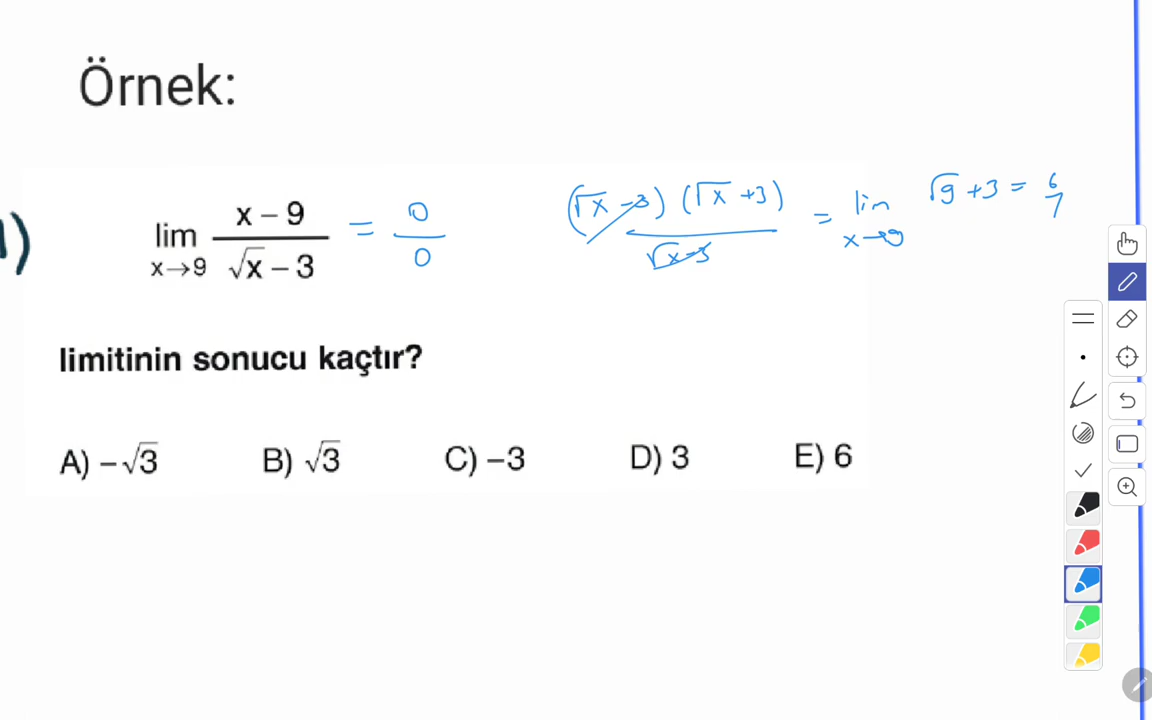 Örnek:
1) lim x→9 (x – 9)/(√x – 3) = 0/0 (√x – 3)(√x + 3)/(√x – 3) = lim x→9 √9 + 3 = 6
limitinin sonucu kaçtır?
A) –√3 B) √3 C) –3 D) 3 E) 6